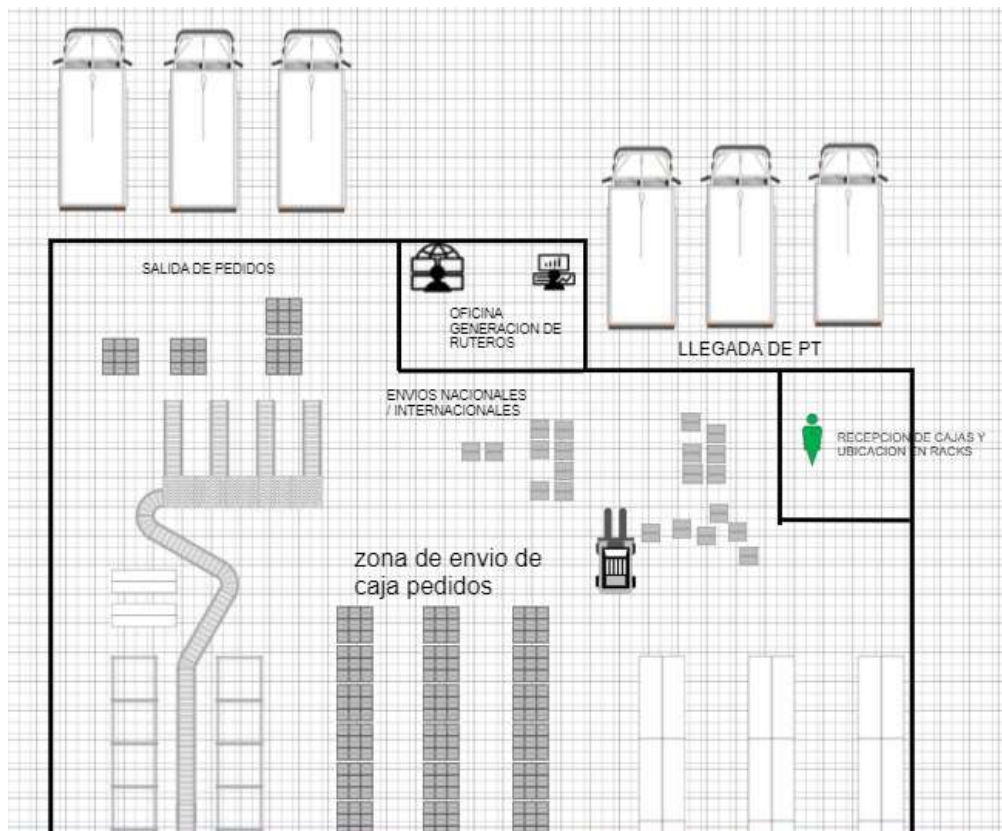 SALIDA DE PEDIDOS
OFICINA
GENERACION DE
RUTEROS
LLEGADA DE PT
ENVIOS NACIONALES
/ INTERNACIONALES
RECEPCION DE CAJAS Y
UBICACION EN RACKS
zona de envio de
caja pedidos